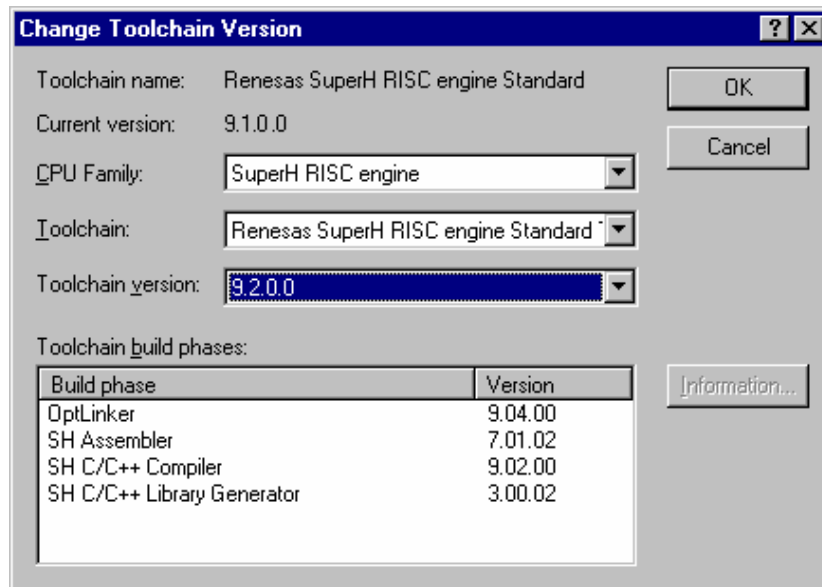 Change Toolchain Version
Toolchain name: Renesas SuperH RISC engine Standard
OK
Current version: 9.1.0.0
Cancel
CPU Family: SuperH RISC engine
Toolchain: Renesas SuperH RISC engine Standard
Toolchain version: 9.2.0.0
Toolchain build phases:
Build phase Version
Information...
OptLinker 9.04.00
SH Assembler 7.01.02
SH C/C++ Compiler 9.02.00
SH C/C++ Library Generator 3.00.02